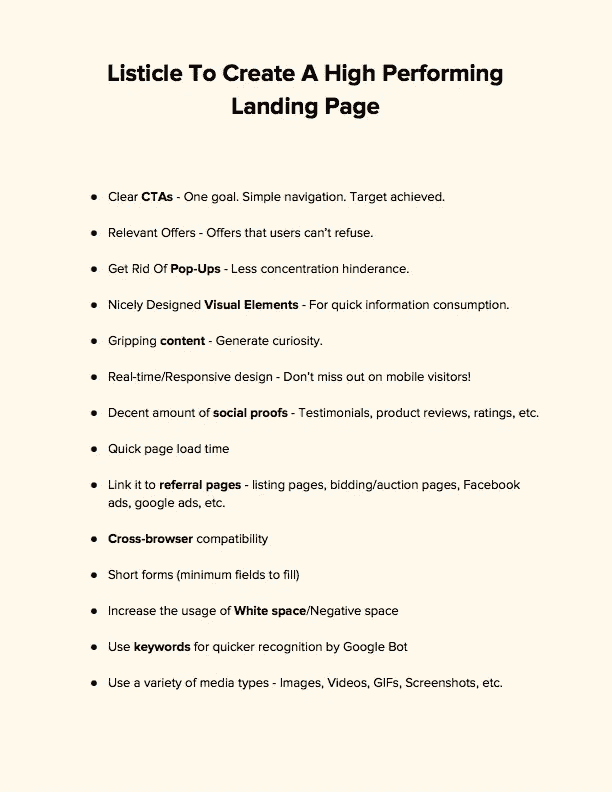 Listicle To Create A High Performing
Landing Page
● Clear CTAs - One goal. Simple navigation. Target achieved.
● Relevant Offers - Offers that users can't refuse.
● Get Rid Of Pop-Ups - Less concentration hinderance.
● Nicely Designed Visual Elements - For quick information consumption.
● Gripping content - Generate curiosity.
● Real-time/Responsive design - Don't miss out on mobile visitors!
● Decent amount of social proofs - Testimonials, product reviews, ratings, etc.
● Quick page load time
● Link it to referral pages - listing pages, bidding/auction pages, Facebook
ads, google ads, etc.
● Cross-browser compatibility
● Short forms (minimum fields to fill)
● Increase the usage of White space/Negative space
● Use keywords for quicker recognition by Google Bot
● Use a variety of media types - Images, Videos, GIFs, Screenshots, etc.